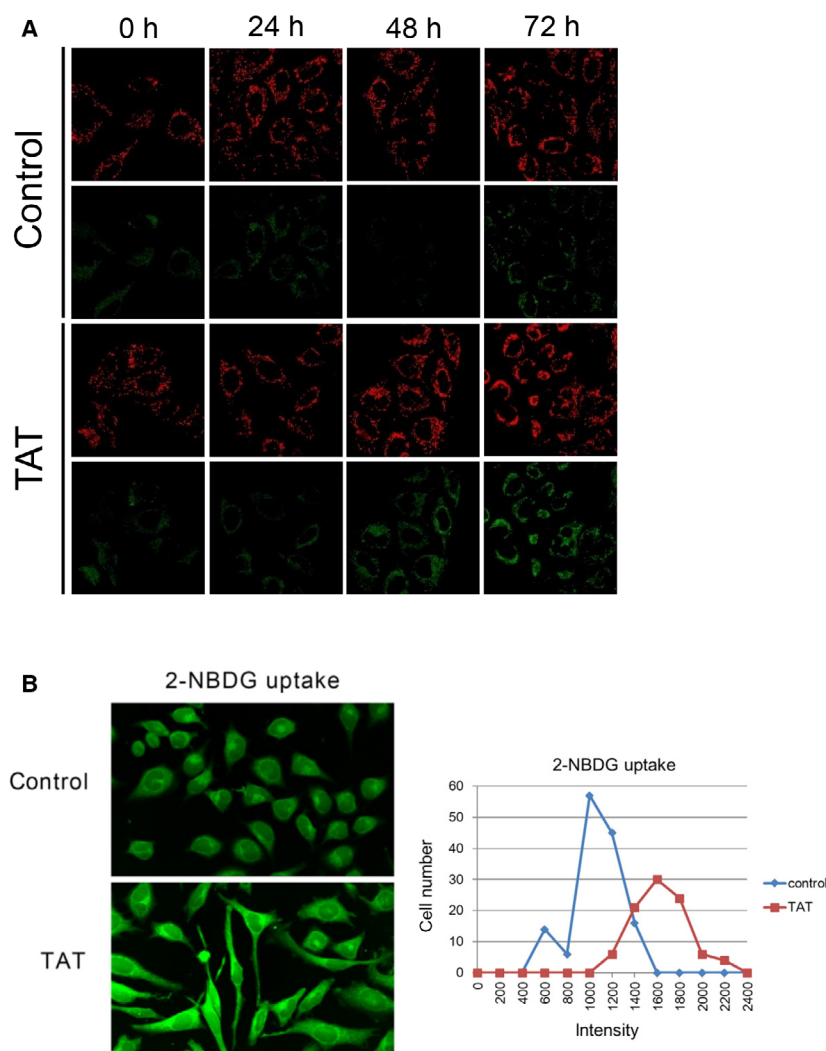 A
0 h 24 h 48 h 72 h
Control
TAT
B
2-NBDG uptake
Control
TAT
2-NBDG uptake
60
50
40
30
20
10
0
Cell number
0 200 400 600 800 1000 1200 1400 1600 1800 2000 2200 2400
Intensity
control
TAT